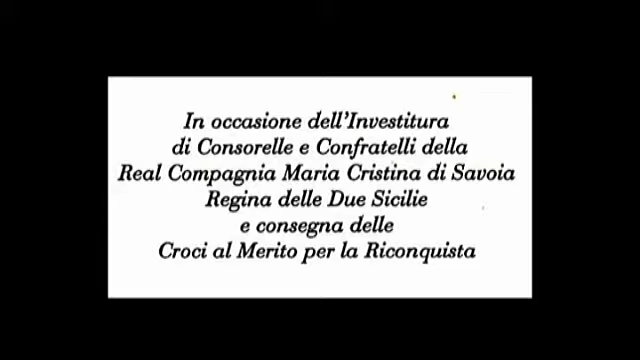 In occasione dell'Investitura
di Consorelle e Confratelli della
Real Compagnia Maria Cristina di Savoia
Regina delle Due Sicilie
e consegna delle
Croci al Merito per la Riconquista